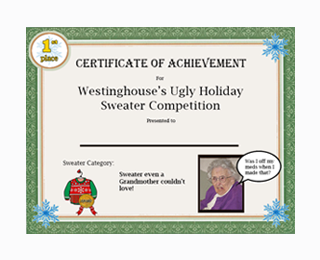 1st
place
CERTIFICATE OF ACHIEVEMENT
For
Westinghouse's Ugly Holiday
Sweater Competition
Presented to
Sweater Category:
Sweater even a
Grandmother couldn't
love!
Was I off my
meds when I
made that?